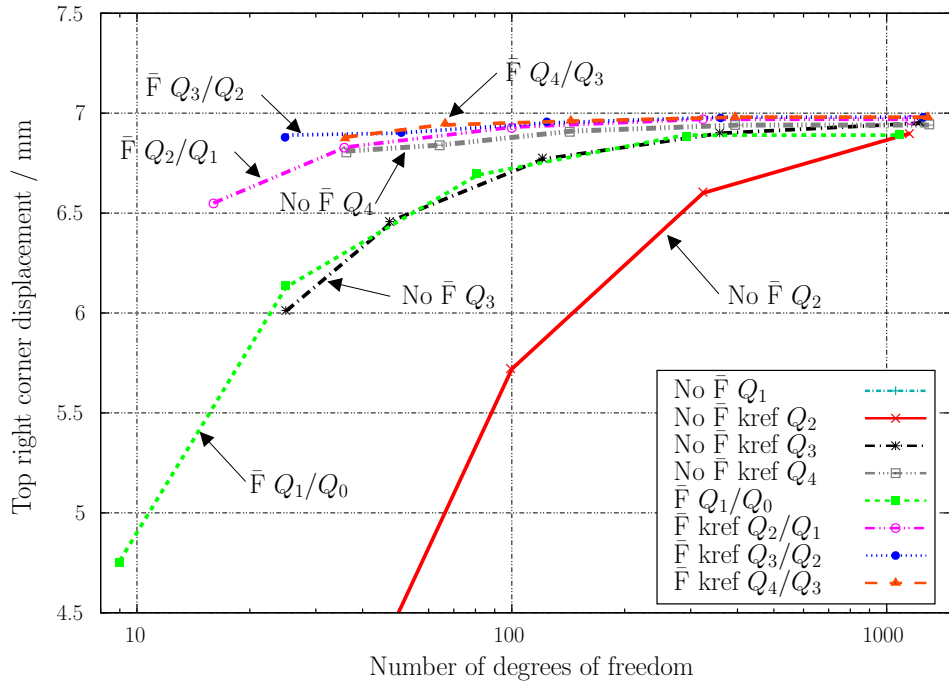 7.5
7
6.5
6
5.5
5
4.5
10
100
1000
Top right corner displacement / mm
Number of degrees of freedom
F̄ Q₃/Q₂
F̄ Q₄/Q₃
F̄ Q₂/Q₁
No F̄ Q₄
No F̄ Q₃
No F̄ Q₂
F̄ Q₁/Q₀
No F̄ Q₁
No F̄ kref Q₂
No F̄ kref Q₃
No F̄ kref Q₄
F̄ Q₁/Q₀
F̄ kref Q₂/Q₁
F̄ kref Q₃/Q₂
F̄ kref Q₄/Q₃